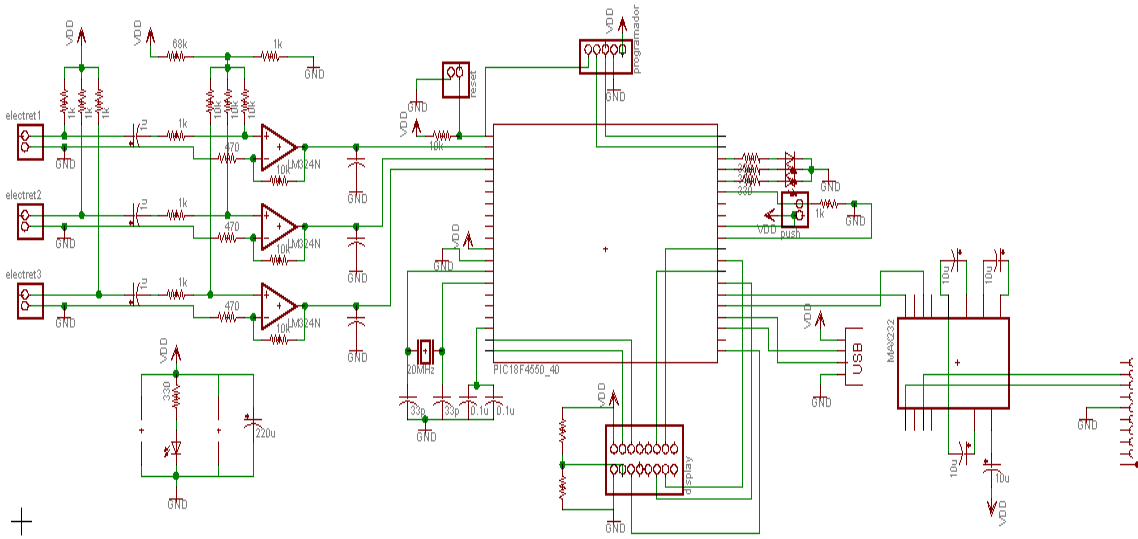 VDD
VDD
68k
1k
GND
1k
1k
1k
10k
10k
10k
electret1
1u
1k
GND
470
10k
LM324N
GND
electret2
1u
1k
GND
470
10k
LM324N
GND
electret3
1u
1k
GND
470
10k
LM324N
GND
VDD
330
220u
GND
reset
GND
VDD
10k
VDD
programador
GND
VDD
GND
20MHz
33p
33p
0.1u
0.1u
GND
PIC18F4550_40
330
GND
VDD
push
1k
GND
VDD
display
GND
VDD
USB
GND
10u
10u
MAX232
10u
10u
VDD
GND